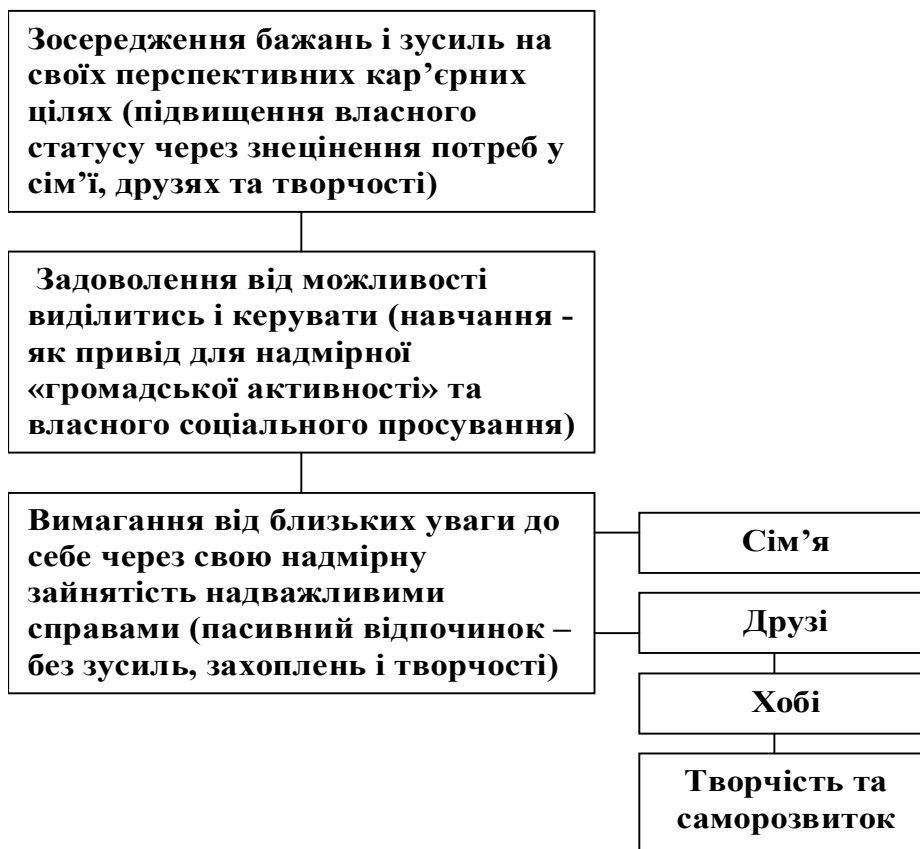 Зосередження бажань і зусиль на
своїх перспективних кар’єрних
цілях (підвищення власного
статусу через знецінення потреб у
сім’ї, друзях та творчості)
Задоволення від можливості
виділитись і керувати (навчання -
як привід для надмірної
«громадської активності» та
власного соціального просування)
Вимагання від близьких уваги до
себе через свою надмірну
зайнятість надважливими
справами (пасивний відпочинок –
без зусиль, захоплень і творчості)
Сім’я
Друзі
Хобі
Творчість та
саморозвиток